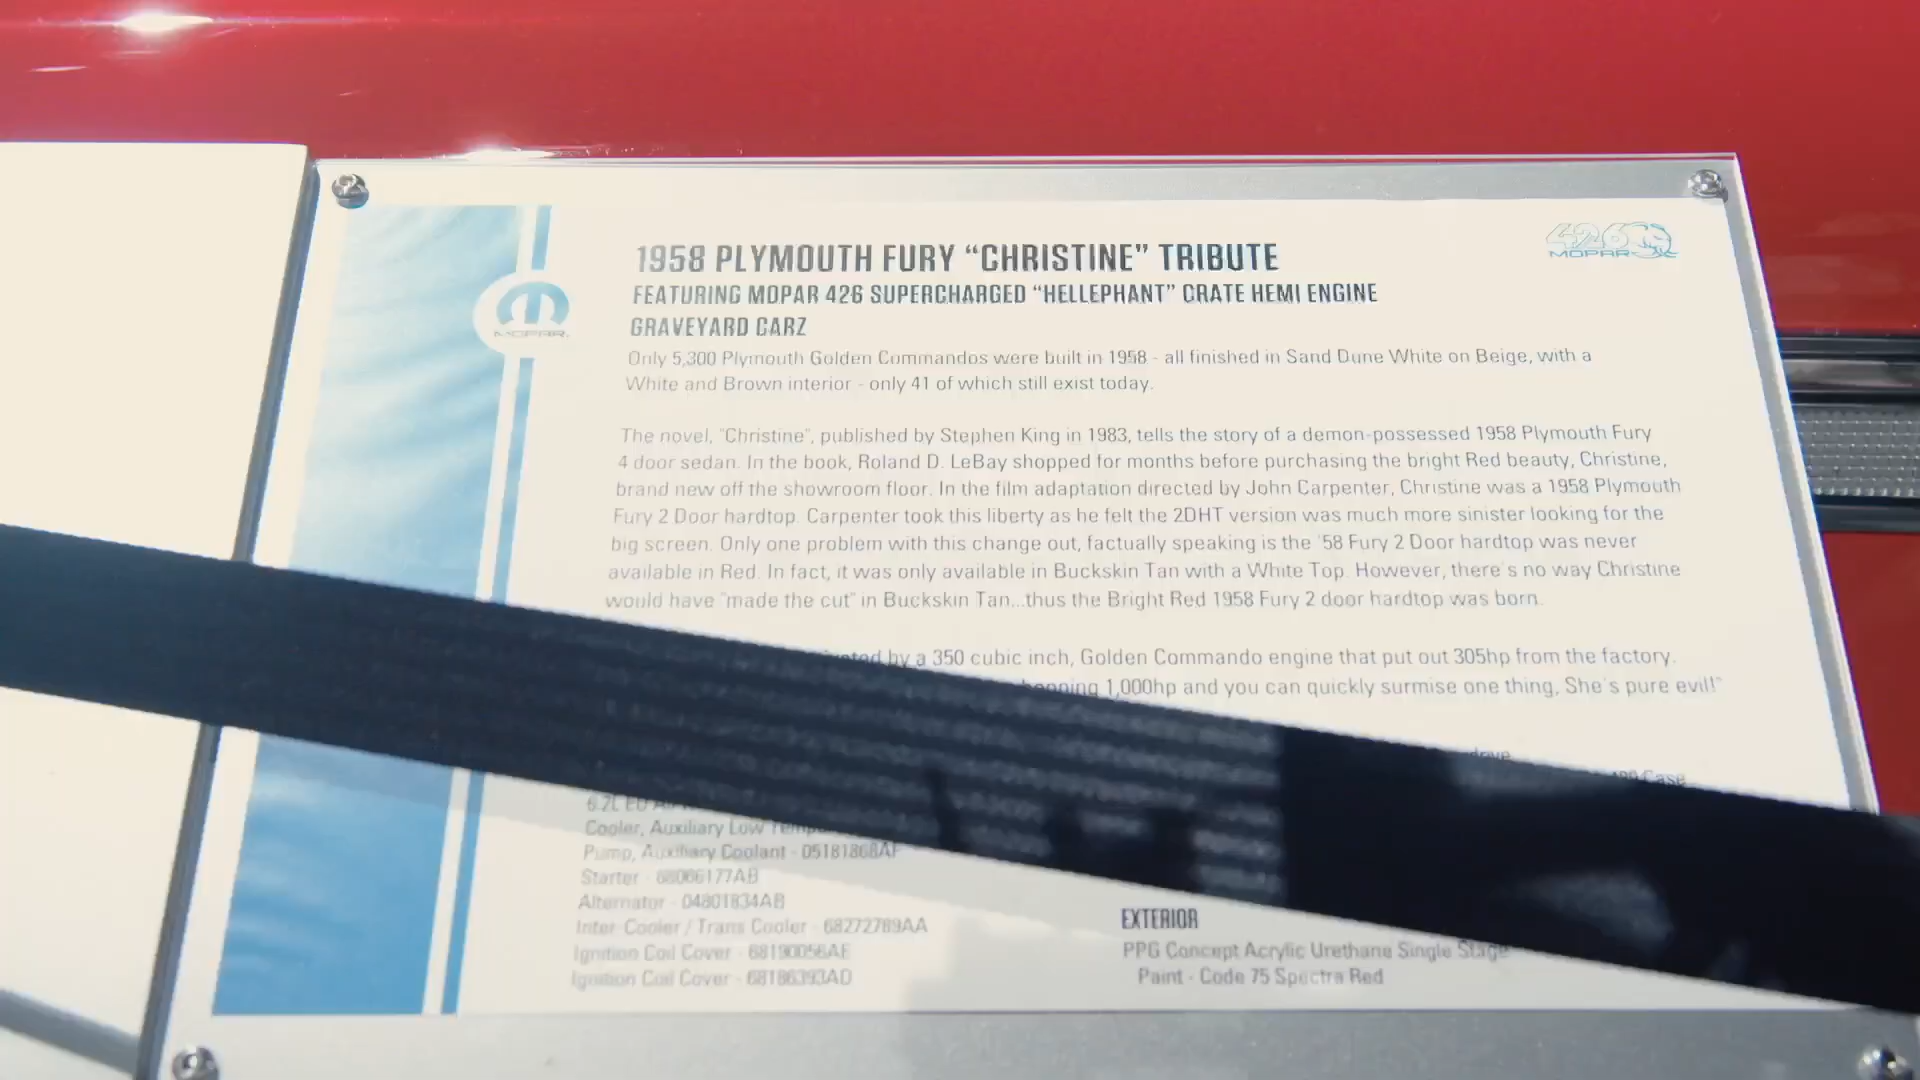 1958 PLYMOUTH FURY “CHRISTINE” TRIBUTE
FEATURING MOPAR 426 SUPERCHARGED “HELLEPHANT” CRATE HEMI ENGINE
GRAVEYARD CARZ
426
MOPAR
MOPAR
Only 5,300 Plymouth Golden Commandos were built in 1958 - all finished in Sand Dune White on Beige, with a
White and Brown interior - only 41 of which still exist today.
The novel, "Christine", published by Stephen King in 1983, tells the story of a demon-possessed 1958 Plymouth Fury
4 door sedan. In the book, Roland D. LeBay shopped for months before purchasing the bright Red beauty, Christine,
brand new off the showroom floor. In the film adaptation directed by John Carpenter, Christine was a 1958 Plymouth
Fury 2 Door hardtop. Carpenter took this liberty as he felt the 2DHT version was much more sinister looking for the
big screen. Only one problem with this change out, factually speaking is the '58 Fury 2 Door hardtop was never
available in Red. In fact, it was only available in Buckskin Tan with a White Top. However, there's no way Christine
would have "made the cut" in Buckskin Tan...thus the Bright Red 1958 Fury 2 door hardtop was born.
by a 350 cubic inch, Golden Commando engine that put out 305hp from the factory.
1,000hp and you can quickly surmise one thing, She's pure evil!"
Case
6.2L
Cooler, Auxiliary Low
Pump, Auxiliary Coolant - 05181868AF
Starter - 68066177AB
Alternator - 04801834AB
Inter Cooler / Trans Cooler - 68272789AA
Ignition Coil Cover - 68190056AE
Ignition Coil Cover - 68186393AD
EXTERIOR
PPG Concept Acrylic Urethane Single Stage
Paint - Code 75 Spectra Red